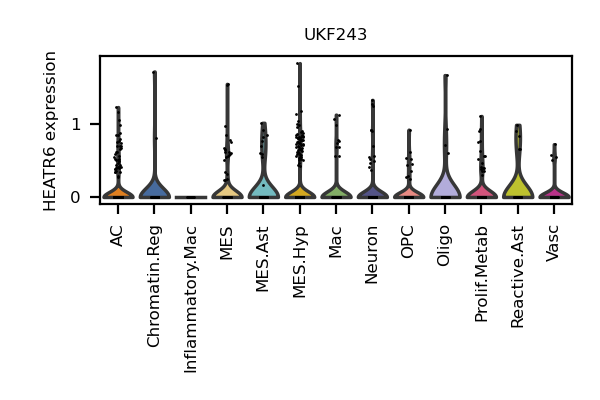 UKF243
HEATR6 expression
1
0
AC
Chromatin.Reg
Inflammatory.Mac
MES
MES.Ast
MES.Hyp
Mac
Neuron
OPC
Oligo
Prolif.Metab
Reactive.Ast
Vasc